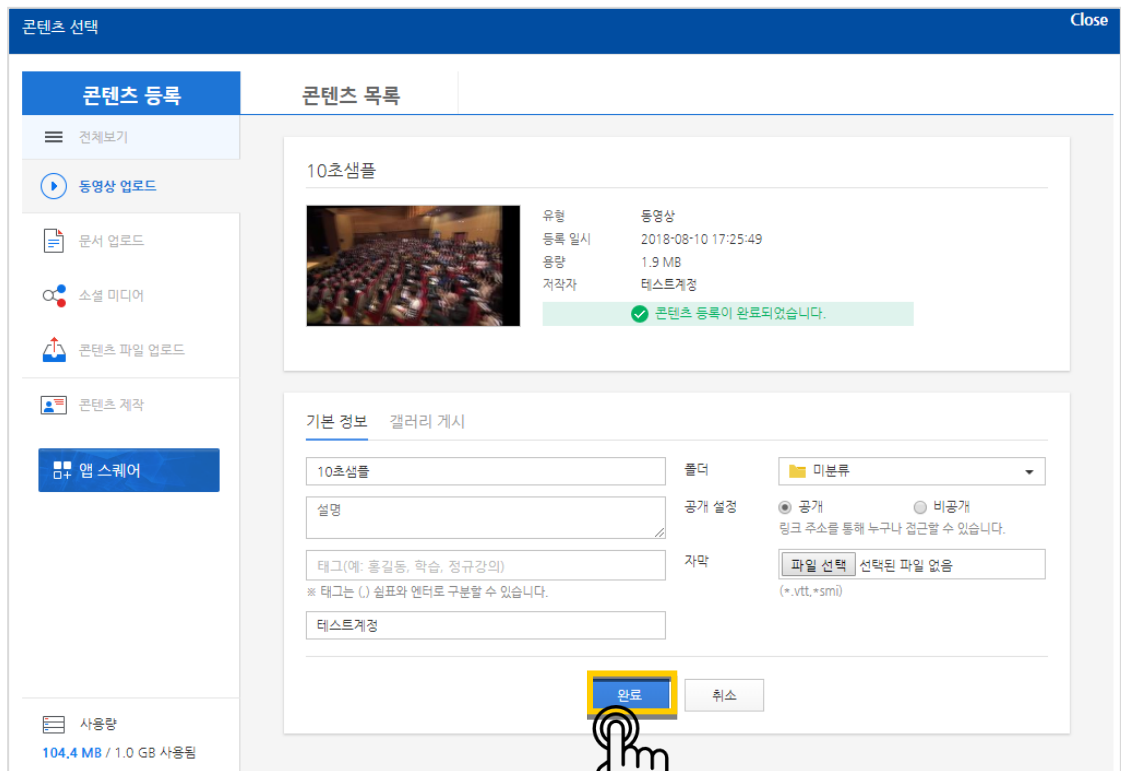 콘텐츠 선택
Close
콘텐츠 등록
콘텐츠 목록
전체보기
동영상 업로드
문서 업로드
소셜 미디어
콘텐츠 파일 업로드
콘텐츠 제작
앱 스퀘어
사용량
104.4 MB / 1.0 GB 사용됨
10초샘플
유형 동영상
등록 일시 2018-08-10 17:25:49
용량 1.9 MB
저작자 테스트계정
콘텐츠 등록이 완료되었습니다.
기본 정보 갤러리 게시
10초샘플
설명
태그(예: 홍길동, 학습, 정규강의)
※ 태그는 (,) 쉼표와 엔터로 구분할 수 있습니다.
테스트계정
폴더 미분류
공개 설정 공개 비공개
링크 주소를 통해 누구나 접근할 수 있습니다.
자막 파일 선택 선택된 파일 없음
(*.vtt,*smi)
완료 취소